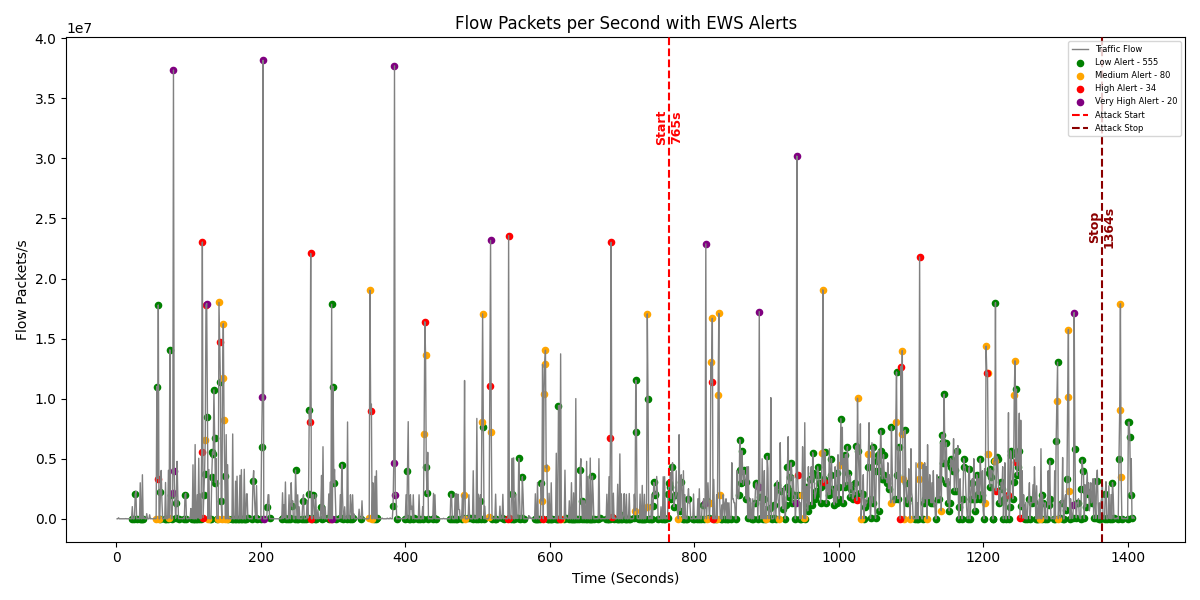 Flow Packets per Second with EWS Alerts
1e7
4.0
3.5
3.0
2.5
2.0
1.5
1.0
0.5
0.0
Flow Packets/s
0 200 400 600 800 1000 1200 1400
Time (Seconds)
Start
765s
Stop
1364s
Traffic Flow
Low Alert - 555
Medium Alert - 80
High Alert - 34
Very High Alert - 20
Attack Start
Attack Stop